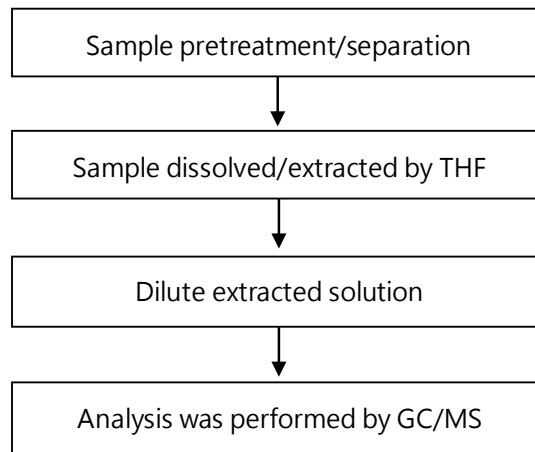 Sample pretreatment/separation
Sample dissolved/extracted by THF
Dilute extracted solution
Analysis was performed by GC/MS